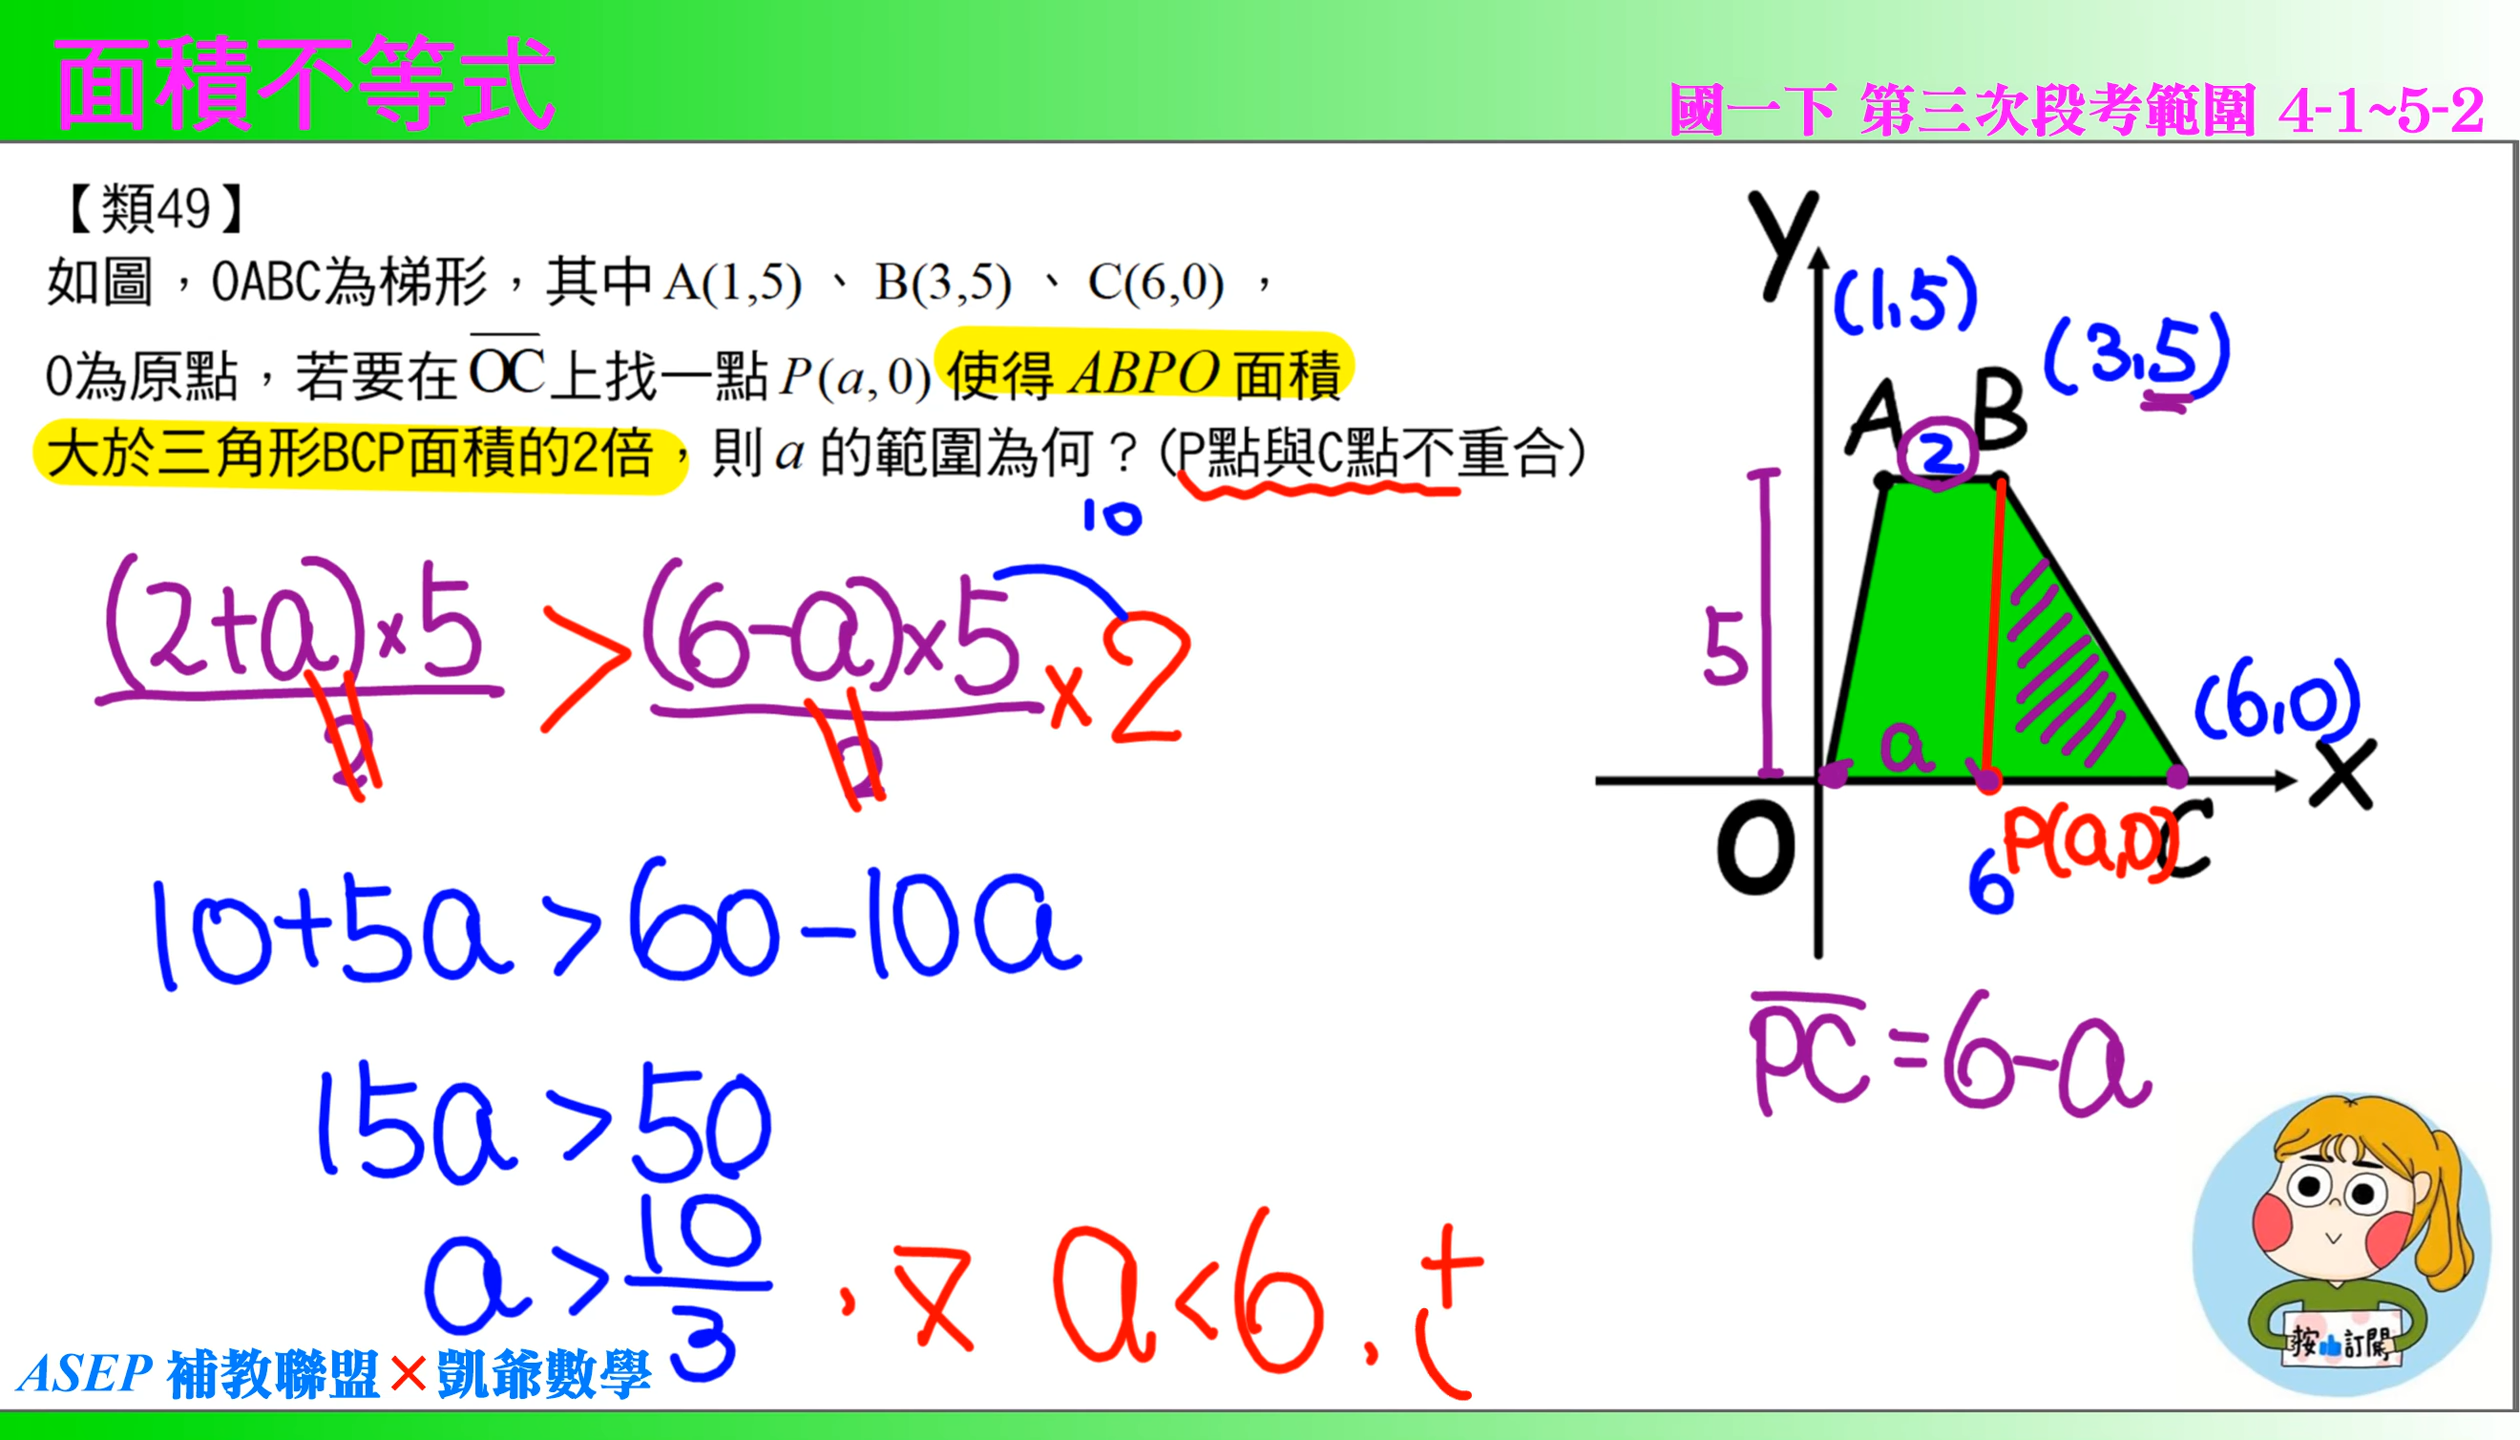 面積不等式
國一下 第三次段考範圍 4-1~5-2
【類49】
如圖，OABC為梯形，其中A(1,5)、B(3,5)、C(6,0)，
O為原點，若要在OC上找一點P(a,0)使得ABPO面積
大於三角形BCP面積的2倍，則a的範圍為何？(P點與C點不重合)
10
(2+a)×5 > (6-a)×5 ×2
2 2
10+5a>60-10a
15a>50
a>10/3，又 a<6，
y
(1,5)
(3,5)
A B
2
5
a
(6,0)
x
O P(a,0) C
6
PC=6-a
按訂閱
ASEP 補教聯盟×凱爺數學